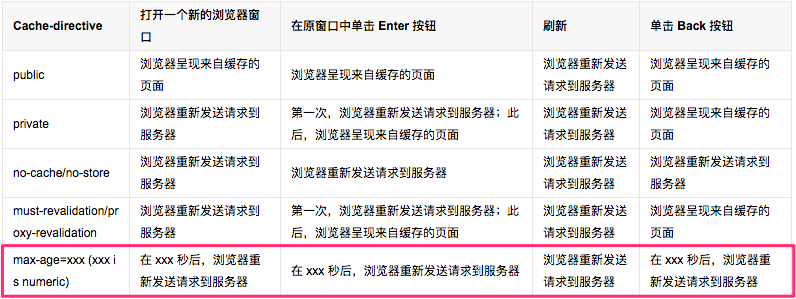 Cache-directive
打开一个新的浏览器窗
口
在原窗口中单击 Enter 按钮
刷新
单击 Back 按钮
public
浏览器呈现来自缓存的
页面
浏览器呈现来自缓存的页面
浏览器重新发送
请求到服务器
浏览器呈现来自缓存的
页面
private
浏览器重新发送请求到
服务器
第一次，浏览器重新发送请求到服务器；此
后，浏览器呈现来自缓存的页面
浏览器重新发送
请求到服务器
浏览器呈现来自缓存的
页面
no-cache/no-store
浏览器重新发送请求到
服务器
浏览器重新发送请求到服务器
浏览器重新发送
请求到服务器
浏览器重新发送请求到
服务器
must-revalidation/pr
oxy-revalidation
浏览器重新发送请求到
服务器
第一次，浏览器重新发送请求到服务器；此
后，浏览器呈现来自缓存的页面
浏览器重新发送
请求到服务器
浏览器呈现来自缓存的
页面
max-age=xxx (xxx i
s numeric)
在 xxx 秒后，浏览器重
新发送请求到服务器
在 xxx 秒后，浏览器重新发送请求到服务器
浏览器重新发送
请求到服务器
在 xxx 秒后，浏览器重
新发送请求到服务器